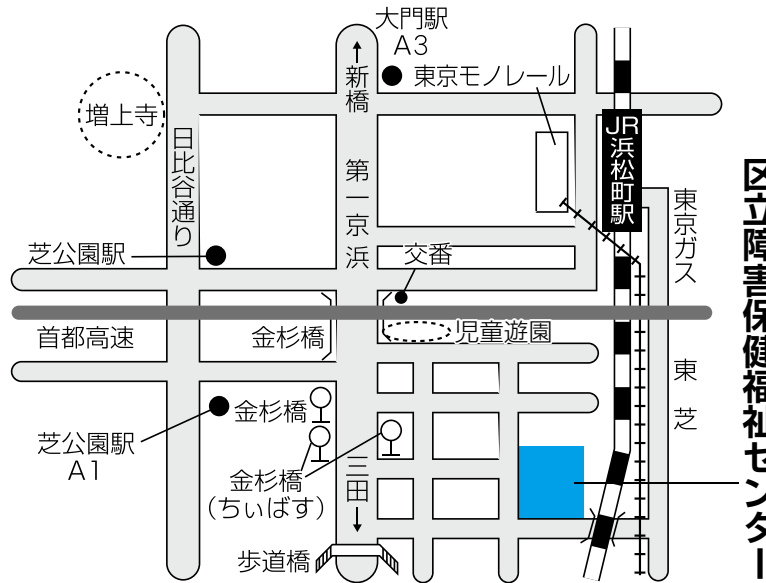 大門駅
A3
新橋
東京モノレール
増上寺
日比谷通り
第一京浜
JR浜松町駅
東京ガス
芝公園駅
交番
首都高速
金杉橋
児童遊園
東芝
金杉橋
芝公園駅
A1
金杉橋
（ちぃばす）
三田
歩道橋
区立障害保健福祉センター